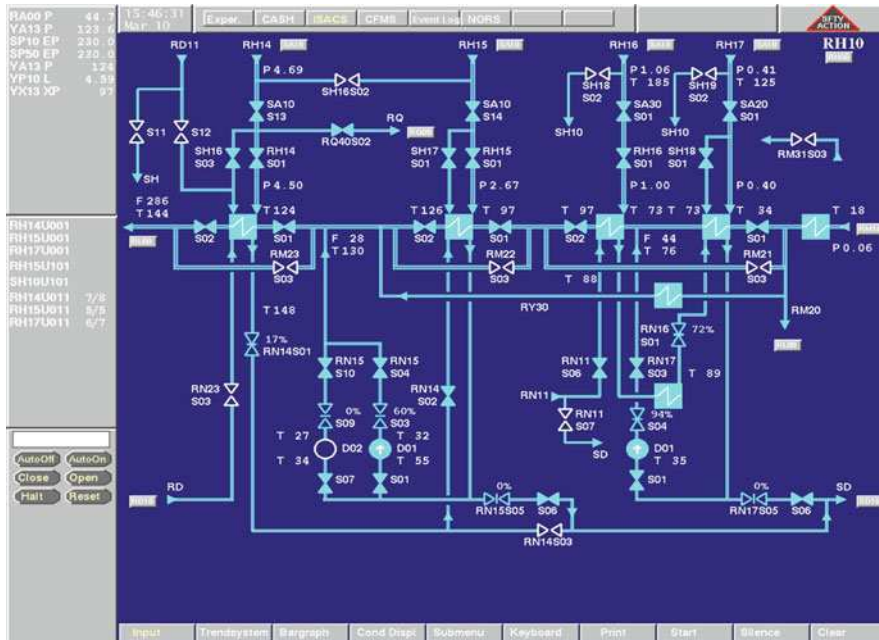 RA00 P 44.7
YA13 P 123.6
SP10 EP 230.0
SP50 EP 230.0
YA13 P 124
YP10 L 4.59
YX13 XP 97
15:46:31
Mar 10
Exper. CASH ISACS CFMS Event Log NORS
SFTY
ACTION
RH10
RD11 RH14 RH15 RH16 RH17
P 4.69 P 1.06 P 0.41
T 185 T 125
SH16S02 SH18 S02 SH19 S02
SA10 S13 SA10 S14 SA30 S01 SA20 S01
S11 S12 RQ SH10 SH10
RQ40S02 RM31S03
SH16 S03 RH14 S01 SH17 S01 RH15 S01 RH16 S01 SH18 S01
SH
P 4.50 P 2.67 P 1.00 P 0.40
F 286
T 144
T 124 T 126 T 97 T 97 T 73 T 73 T 34 T 18
S02 S01 S02 S01 S02 S01
F 28
T 130
F 44
T 76
P 0.06
RM23 S03 RM22 S03 RM21 S03
T 88
RY30
RM20
T 148
17%
RN14S01
RN16 S01 72%
RN15 S10 RN15 S04 RN14 S02 RN11 S06 RN17 S03
T 89
RN23 S03
RN11
RN11 S07
SD
0% S09 60% S03 94% S04
T 27 D02 T 32 D01 D01
T 34 T 55 T 35
S07 S01 S01
RD
0% RN15S05 S06
0% RN17S05 S06
SD
RN14S03
RH14U001
RH15U001
RH17U001
RH15U101
SH10U101
RH14U011 7/8
RH15U011 5/5
RH17U011 6/7
AutoOff AutoOn
Close Open
Halt Reset
Input Trendsystem Bargraph Cond Displ Submenu Keyboard Print Start Silence Clear